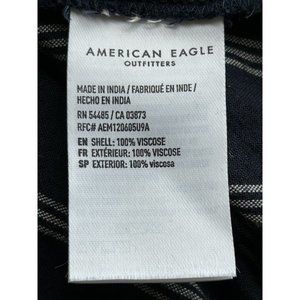 AMERICAN EAGLE
OUTFITTERS
MADE IN INDIA / FABRIQUÉ EN INDE /
HECHO EN INDIA
RN 54485 / CA 03873
RFC# AEM120605U9A
EN SHELL: 100% VISCOSE
FR EXTÉRIEUR: 100% VISCOSE
SP EXTERIOR: 100% viscosa